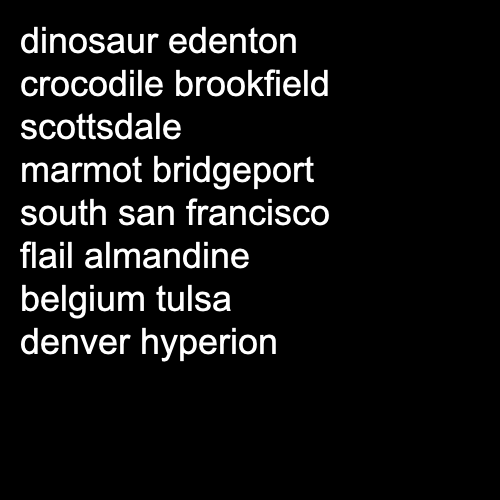 dinosaur edenton
crocodile brookfield
scottsdale
marmot bridgeport
south san francisco
flail almandine
belgium tulsa
denver hyperion